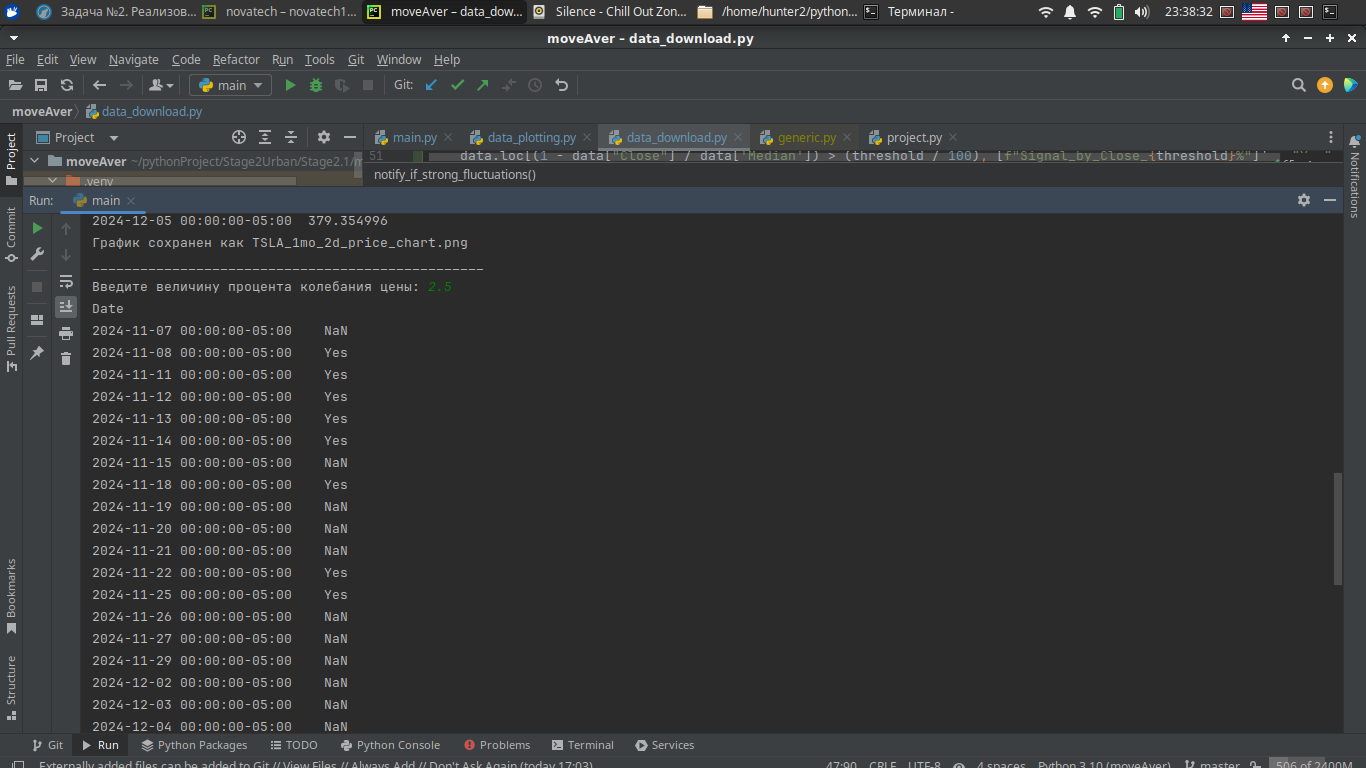 Задача №2. Реализов... novatech – novatech1... moveAver – data_dow... Silence - Chill Out Zon... /home/hunter2/python... Терминал - 23:38:32
moveAver – data_download.py
File Edit View Navigate Code Refactor Run Tools Git Window Help
main Git:
moveAver data_download.py
Project main.py data_plotting.py data_download.py generic.py project.py
moveAver ~/pythonProject/Stage2Urban/Stage2.1/m
51 data.loc[(1 - data["Close"] / data['Median']) > (threshold / 100), [f"Signal_by_Close_{threshold}%"]
.venv
notify_if_strong_fluctuations()
Run: main
2024-12-05 00:00:00-05:00 379.354996
График сохранен как TSLA_1mo_2d_price_chart.png
_________________________________________________
Введите величину процента колебания цены: 2.5
Date
2024-11-07 00:00:00-05:00 NaN
2024-11-08 00:00:00-05:00 Yes
2024-11-11 00:00:00-05:00 Yes
2024-11-12 00:00:00-05:00 Yes
2024-11-13 00:00:00-05:00 Yes
2024-11-14 00:00:00-05:00 Yes
2024-11-15 00:00:00-05:00 NaN
2024-11-18 00:00:00-05:00 Yes
2024-11-19 00:00:00-05:00 NaN
2024-11-20 00:00:00-05:00 NaN
2024-11-21 00:00:00-05:00 NaN
2024-11-22 00:00:00-05:00 Yes
2024-11-25 00:00:00-05:00 Yes
2024-11-26 00:00:00-05:00 NaN
2024-11-27 00:00:00-05:00 NaN
2024-11-29 00:00:00-05:00 NaN
2024-12-02 00:00:00-05:00 NaN
2024-12-03 00:00:00-05:00 NaN
2024-12-04 00:00:00-05:00 NaN
Project
Commit
Pull Requests
Bookmarks
Structure
Notifications
Git Run Python Packages TODO Python Console Problems Terminal Services
Externally added files can be added to Git // View Files // Always Add // Don't Ask Again (today 17:03) 47:90 CRLF UTF-8 4 spaces Python 3.10 (moveAver) master 506 of 2400M